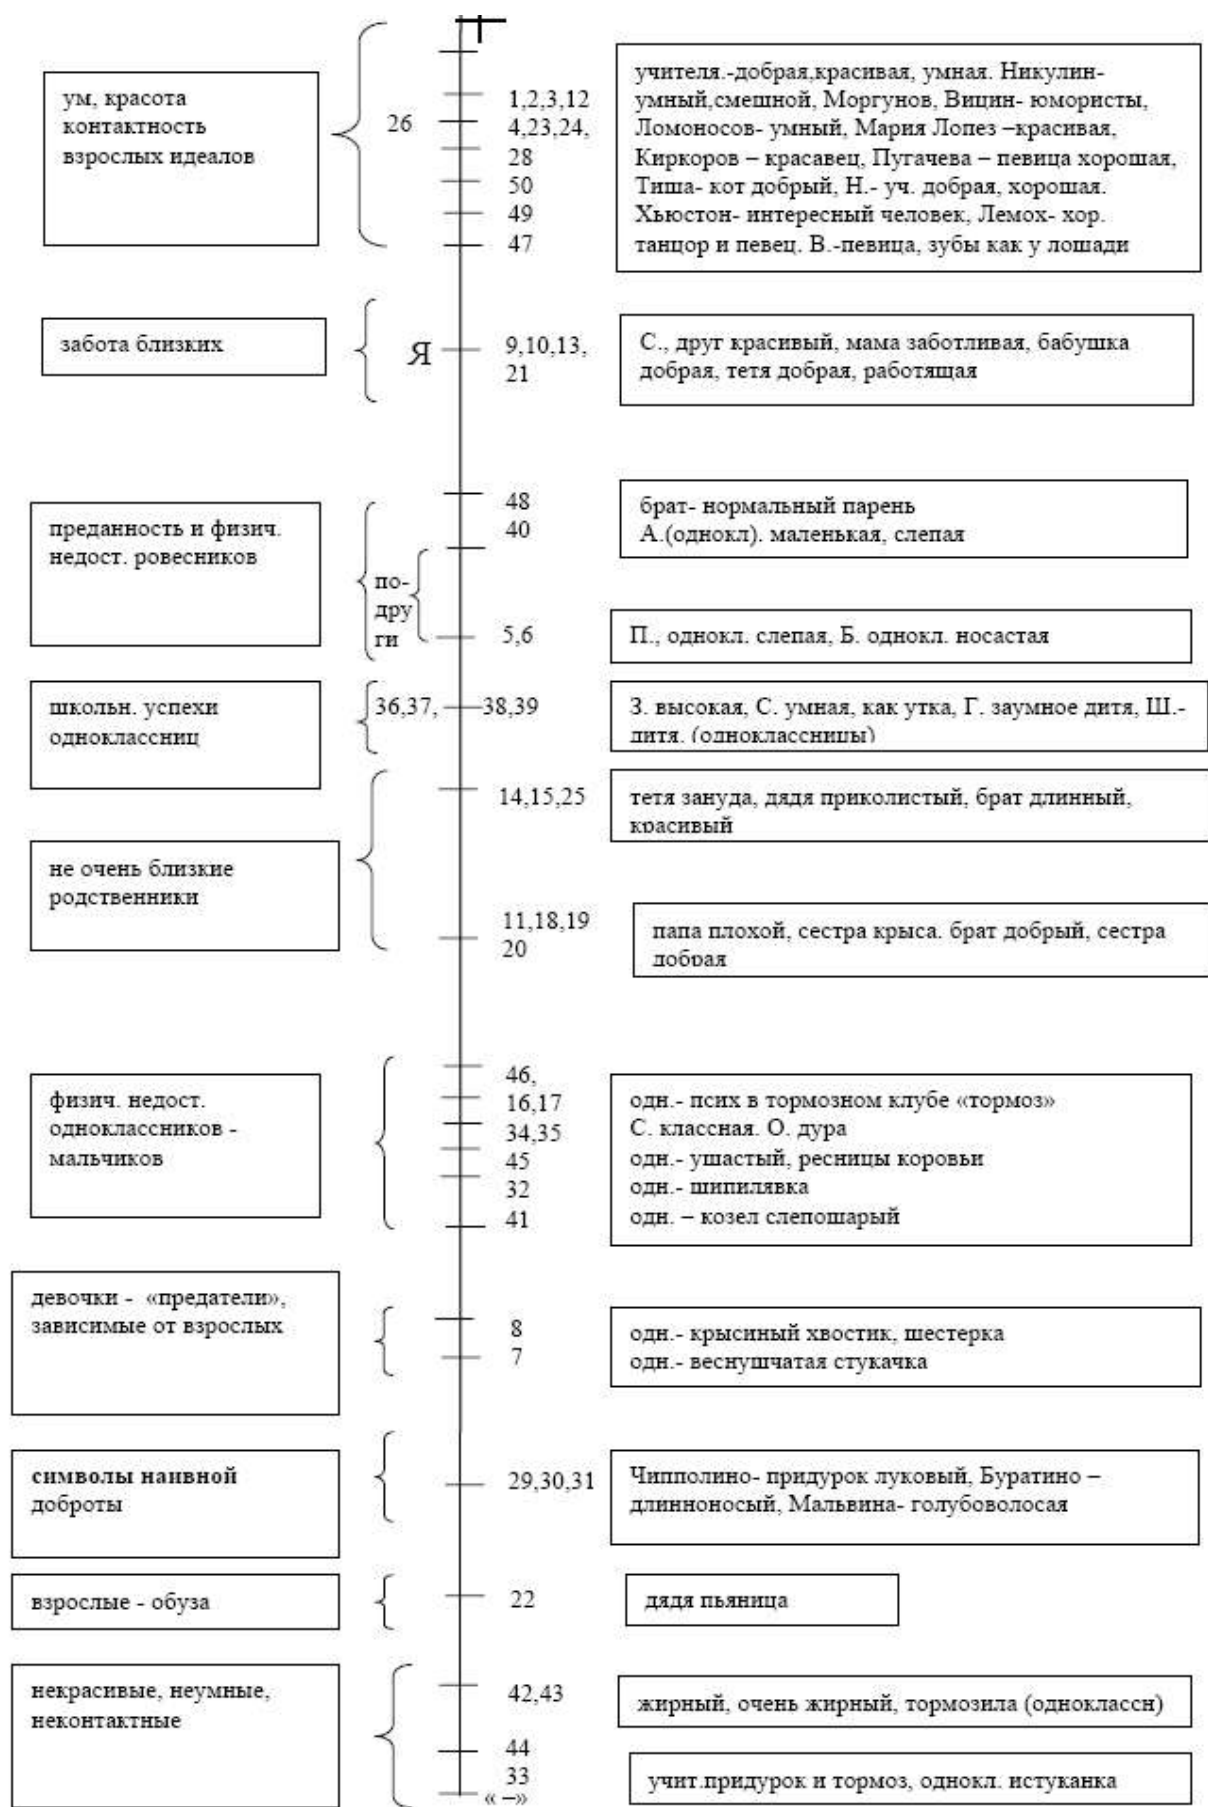 ум, красота
контактность
взрослых идеалов
26
1,2,3,12
4,23,24,
28
50
49
47
учителя.-добрая,красивая, умная. Никулин-
умный,смешной, Моргунов, Вицин- юмористы,
Ломоносов- умный, Мария Лопез –красивая,
Киркоров – красавец, Пугачева – певица хорошая,
Тиша- кот добрый, Н.- уч. добрая, хорошая.
Хьюстон- интересный человек, Лемох- хор.
танцор и певец. В.-певица, зубы как у лошади
забота близких
Я
9,10,13,
21
С., друг красивый, мама заботливая, бабушка
добрая, тетя добрая, работящая
преданность и физич.
недост. ровесников
по-
дру
ги
48
40
брат- нормальный парень
А.(однокл). маленькая, слепая
5,6
П., однокл. слепая, Б. однокл. носастая
школьн. успехи
одноклассниц
36,37,
38,39
З. высокая, С. умная, как утка, Г. заумное дитя, Ш.-
дитя. (одноклассницы)
не очень близкие
родственники
14,15,25
тетя зануда, дядя приколистый, брат длинный,
красивый
11,18,19
20
папа плохой, сестра крыса. брат добрый, сестра
добрая
физич. недост.
одноклассников -
мальчиков
46,
16,17
34,35
45
32
41
одн.- псих в тормозном клубе «тормоз»
С. классная. О. дура
одн.- ушастый, ресницы коровьи
одн.- шипилявка
одн. – козел слепошарый
девочки - «предатели»,
зависимые от взрослых
8
7
одн.- крысиный хвостик, шестерка
одн.- веснушчатая стукачка
символы наивной
доброты
29,30,31
Чипполино- придурок луковый, Буратино –
длинноносый, Мальвина- голубоволосая
взрослые - обуза
22
дядя пьяница
некрасивые, неумные,
неконтактные
42,43
жирный, очень жирный, тормозила (одноклассн)
44
33
« –»
учит.придурок и тормоз, однокл. истуканка